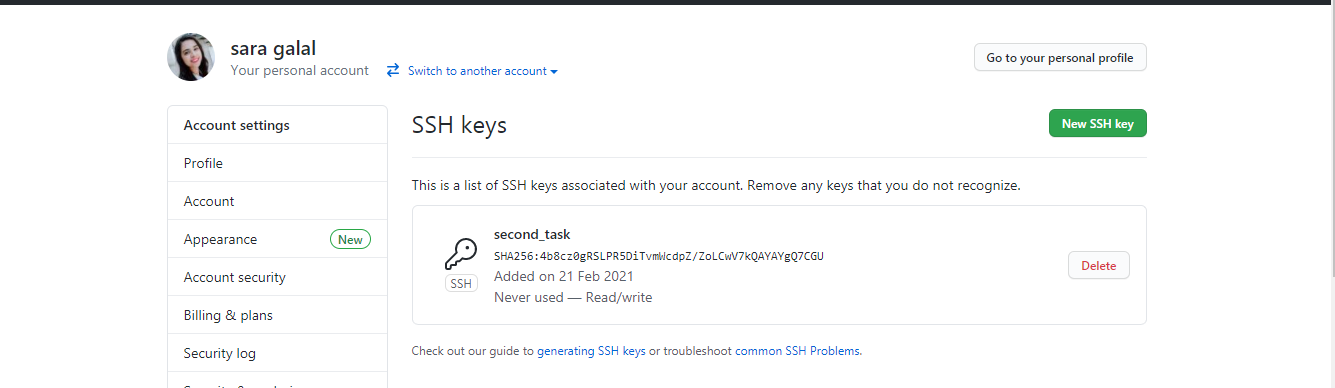 sara galal
Your personal account Switch to another account
Go to your personal profile
Account settings
Profile
Account
Appearance New
Account security
Billing & plans
Security log
SSH keys
New SSH key
This is a list of SSH keys associated with your account. Remove any keys that you do not recognize.
second_task
SHA256:4b8cz0gRSLPR5DiTvmWcdpZ/ZoLCwV7kQAYAYgQ7CGU
Added on 21 Feb 2021
Never used — Read/write
SSH
Delete
Check out our guide to generating SSH keys or troubleshoot common SSH Problems.